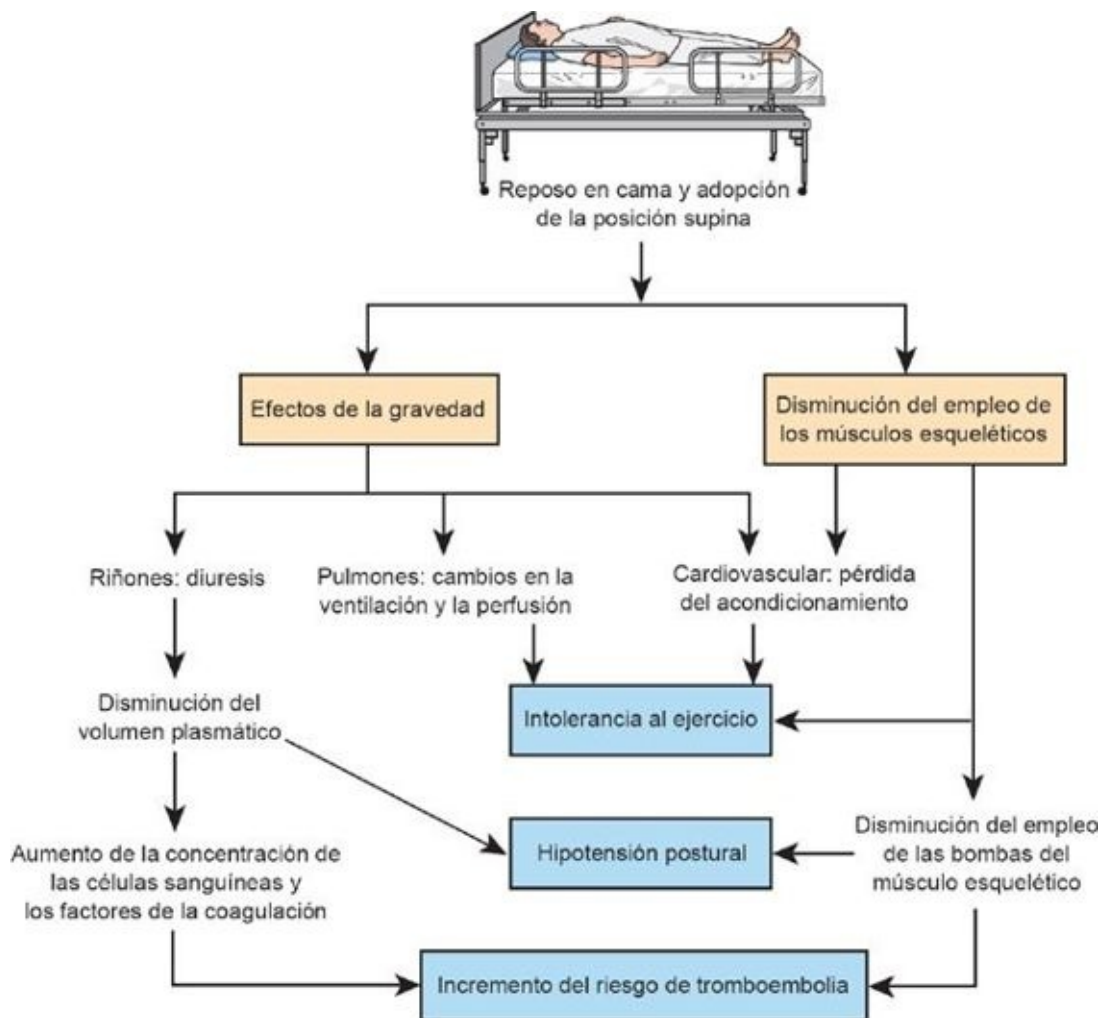 Reposo en cama y adopción
de la posición supina
Efectos de la gravedad
Disminución del empleo de
los músculos esqueléticos
Riñones: diuresis
Pulmones: cambios en la
ventilación y la perfusión
Cardiovascular: pérdida
del acondicionamiento
Disminución del
volumen plasmático
Intolerancia al ejercicio
Aumento de la concentración de
las células sanguíneas y
los factores de la coagulación
Hipotensión postural
Disminución del empleo
de las bombas del
músculo esquelético
Incremento del riesgo de tromboembolia